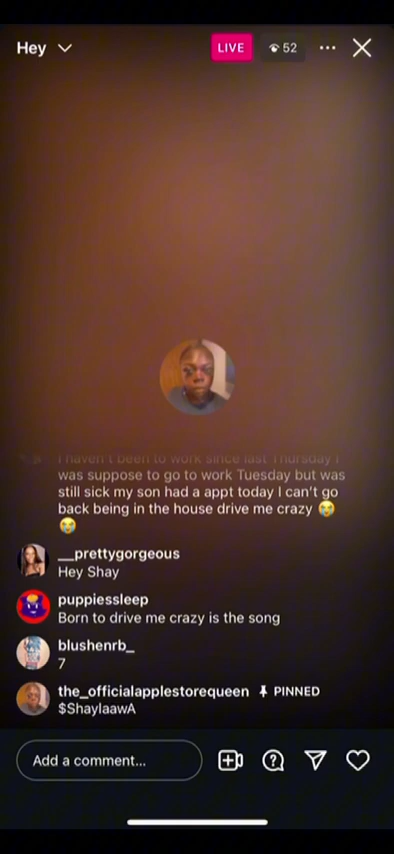 Hey
LIVE
52
I haven't been to work since last Thursday I
was suppose to go to work Tuesday but was
still sick my son had a appt today I can't go
back being in the house drive me crazy 😭
😭
__prettygorgeous
Hey Shay
puppiessleep
Born to drive me crazy is the song
blushenrb_
7
the_officialapplestorequeen PINNED
$ShaylaawA
Add a comment...